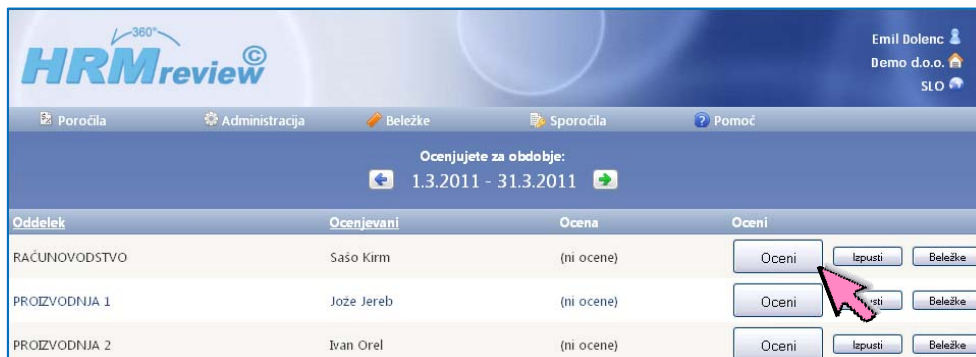 360°
HRMreview©
Emil Dolenc
Demo d.o.o.
SLO
Poročila Administracija Beležke Sporočila Pomoč
Ocenjujete za obdobje:
1.3.2011 - 31.3.2011
Oddelek Ocenjevani Ocena Oceni
RAČUNOVODSTVO Sašo Kirm (ni ocene) Oceni Izpusti Beležke
PROIZVODNJA 1 Jože Jereb (ni ocene) Oceni Beležke
PROIZVODNJA 2 Ivan Orel (ni ocene) Oceni Izpusti Beležke